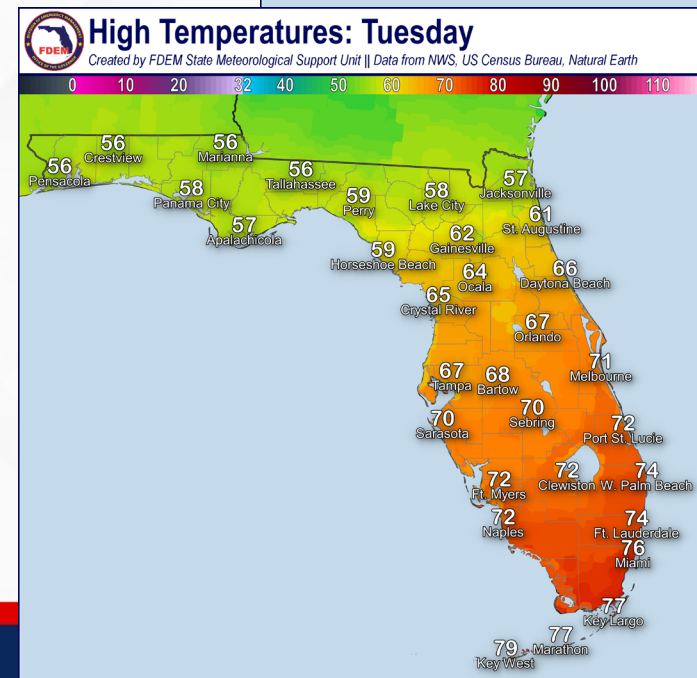 FDEM
High Temperatures: Tuesday
Created by FDEM State Meteorological Support Unit || Data from NWS, US Census Bureau, Natural Earth
0 10 20 32 40 50 60 70 80 90 100 110
56
Crestview
56
Marianna
56
Pensacola
56
Tallahassee
58
Panama City
59
Perry
58
Lake City
57
Jacksonville
57
Apalachicola
61
St. Augustine
62
Gainesville
59
Horseshoe Beach
64
Ocala
66
Daytona Beach
65
Crystal River
67
Orlando
71
Melbourne
67
Tampa
68
Bartow
70
Sarasota
70
Sebring
72
Port St. Lucie
72
Ft. Myers
72
Clewiston
74
W. Palm Beach
72
Naples
74
Ft. Lauderdale
76
Miami
77
Key Largo
77
Marathon
79
Key West